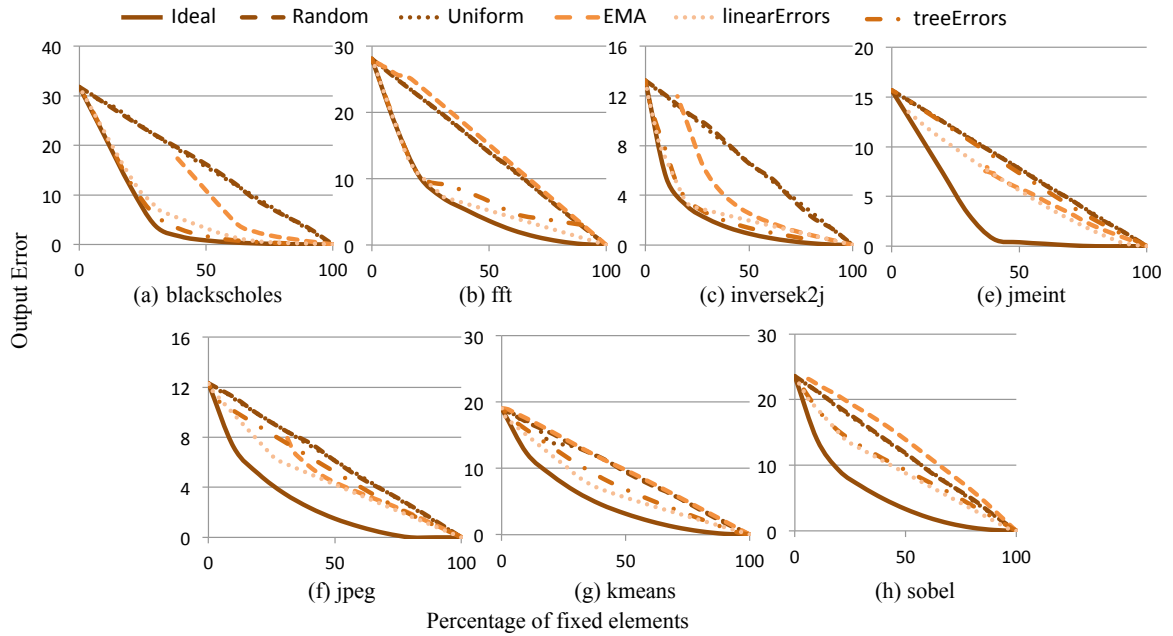 Ideal Random Uniform EMA linearErrors treeErrors
40
30
20
10
0
0 50 100
(a) blackscholes
30
20
10
0
0 50 100
(b) fft
16
12
8
4
0
0 50 100
(c) inversek2j
20
15
10
5
0
0 50 100
(e) jmeint
Output Error
16
12
8
4
0
0 50 100
(f) jpeg
30
20
10
0
0 50 100
(g) kmeans
30
20
10
0
0 50 100
(h) sobel
Percentage of fixed elements